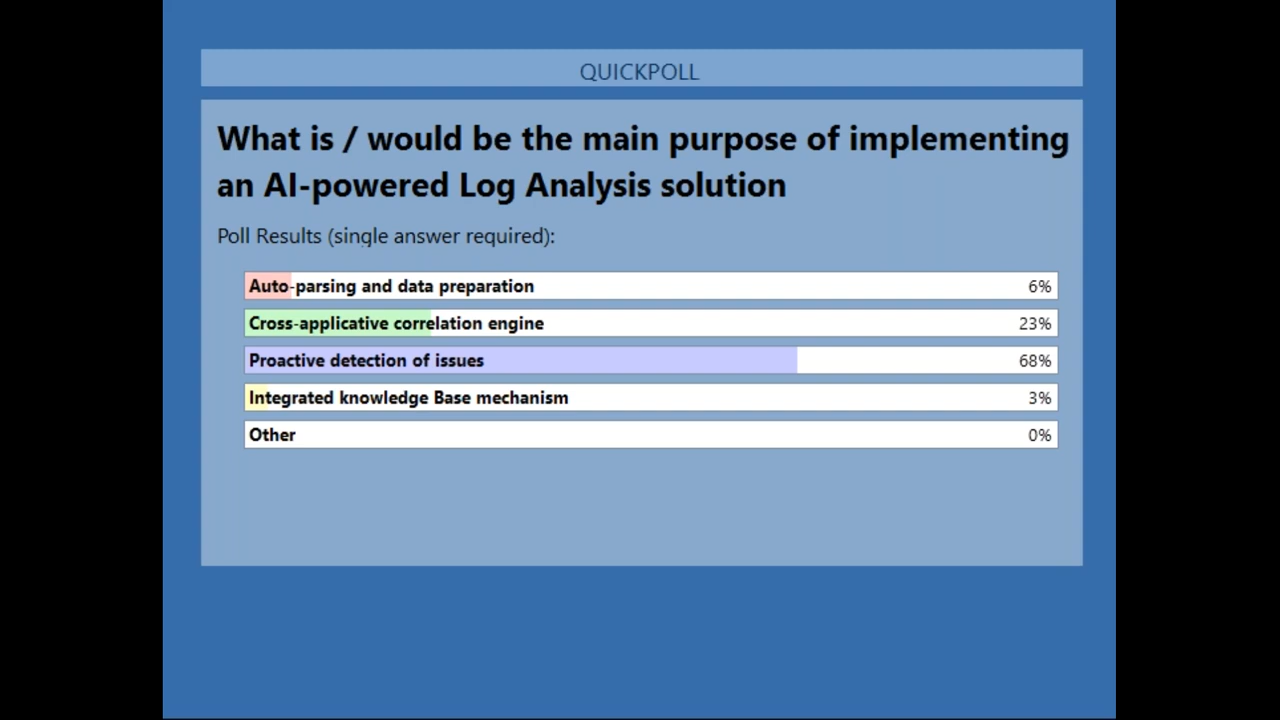 QUICKPOLL
What is / would be the main purpose of implementing
an AI-powered Log Analysis solution
Poll Results (single answer required):
Auto-parsing and data preparation 6%
Cross-applicative correlation engine 23%
Proactive detection of issues 68%
Integrated knowledge Base mechanism 3%
Other 0%